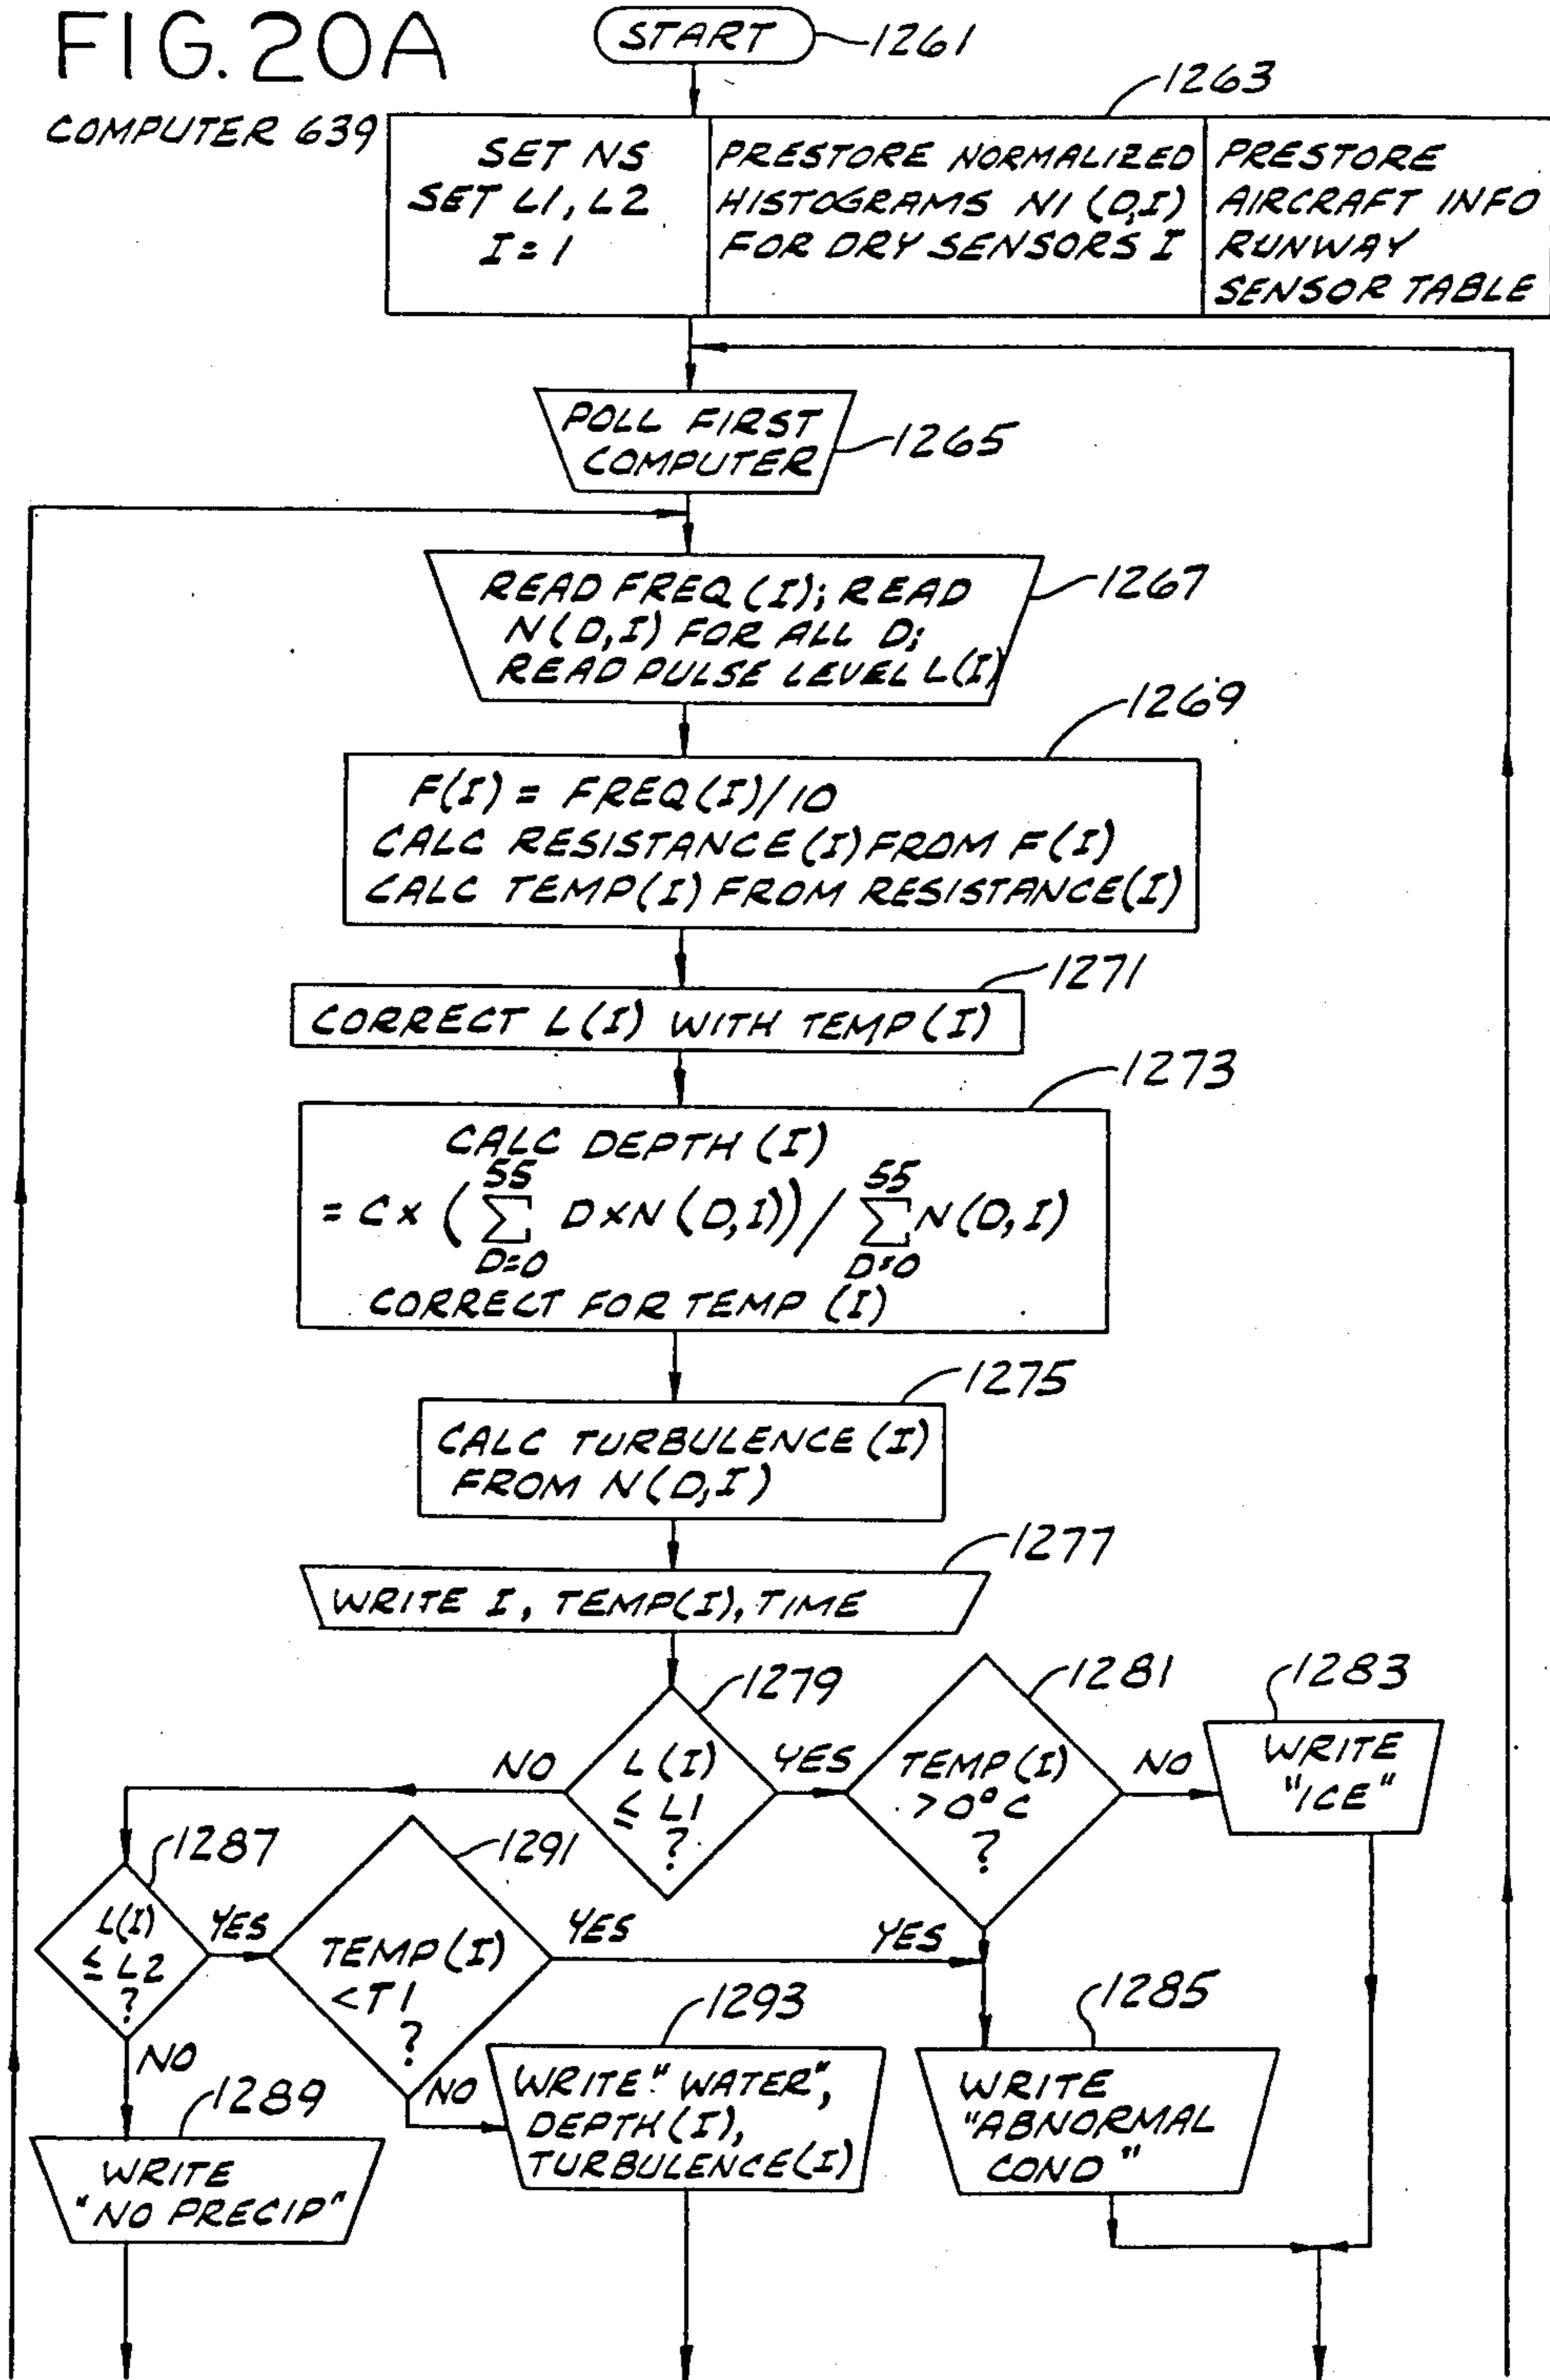 FIG. 20A
COMPUTER 639
START
1261
1263
SET NS
SET L1, L2
I = 1
PRESTORE NORMALIZED
HISTOGRAMS N1 (D,I)
FOR DRY SENSORS I
PRESTORE
AIRCRAFT INFO
RUNWAY
SENSOR TABLE
POLL FIRST
COMPUTER
1265
READ FREQ (I); READ
N(D,I) FOR ALL D;
READ PULSE LEVEL L(I)
1267
1269
F(I) = FREQ(I)/10
CALC RESISTANCE(I) FROM F(I)
CALC TEMP(I) FROM RESISTANCE(I)
1271
CORRECT L(I) WITH TEMP(I)
1273
CALC DEPTH (I)
= C x ( 55 ∑ D=0 D x N (D,I)) / 55 ∑ D=0 N(D,I)
CORRECT FOR TEMP (I)
1275
CALC TURBULENCE (I)
FROM N(D,I)
1277
WRITE I, TEMP(I), TIME
1279
L(I)
≤ L1
?
NO
YES
1281
TEMP(I)
>0°C
?
NO
YES
1283
WRITE
"ICE"
1287
L(I)
≤ L2
?
YES
NO
1291
TEMP(I)
<T1
?
YES
NO
1289
WRITE
"NO PRECIP"
1293
WRITE "WATER",
DEPTH(I),
TURBULENCE(I)
1285
WRITE
"ABNORMAL
COND"